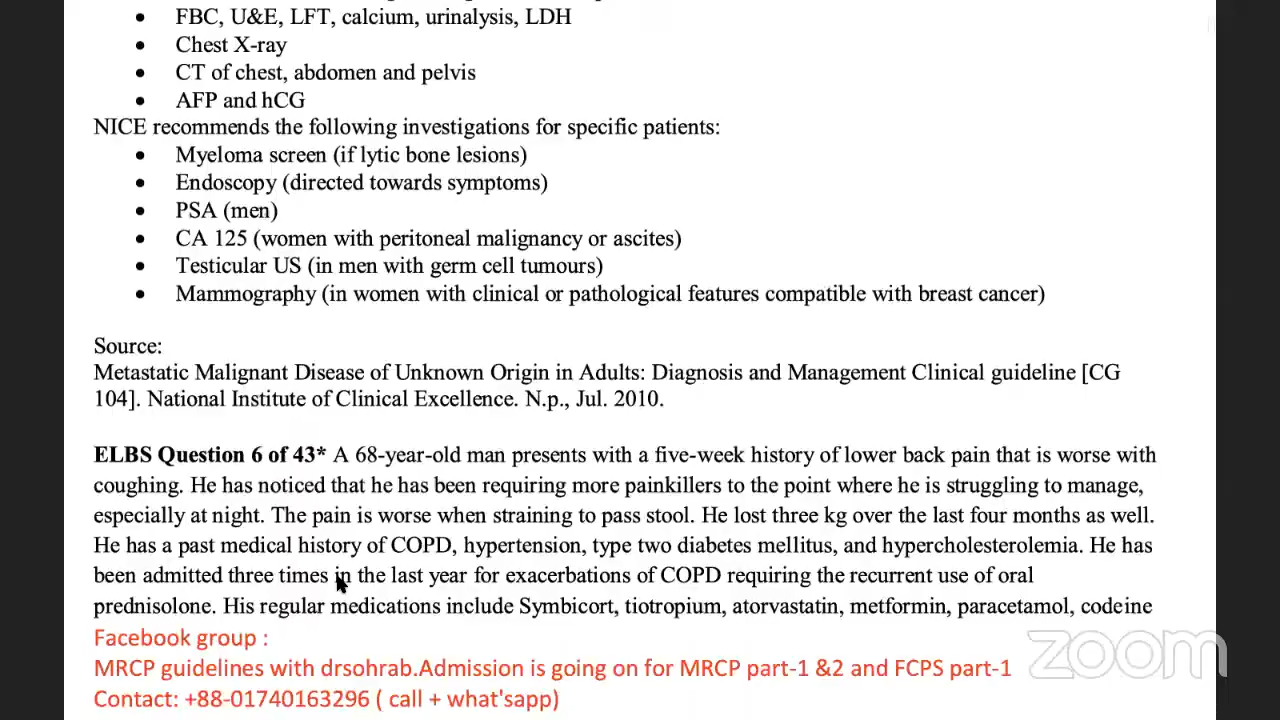 FBC, U&E, LFT, calcium, urinalysis, LDH
Chest X-ray
CT of chest, abdomen and pelvis
AFP and hCG
NICE recommends the following investigations for specific patients:
Myeloma screen (if lytic bone lesions)
Endoscopy (directed towards symptoms)
PSA (men)
CA 125 (women with peritoneal malignancy or ascites)
Testicular US (in men with germ cell tumours)
Mammography (in women with clinical or pathological features compatible with breast cancer)
Source:
Metastatic Malignant Disease of Unknown Origin in Adults: Diagnosis and Management Clinical guideline [CG
104]. National Institute of Clinical Excellence. N.p., Jul. 2010.
ELBS Question 6 of 43* A 68-year-old man presents with a five-week history of lower back pain that is worse with
coughing. He has noticed that he has been requiring more painkillers to the point where he is struggling to manage,
especially at night. The pain is worse when straining to pass stool. He lost three kg over the last four months as well.
He has a past medical history of COPD, hypertension, type two diabetes mellitus, and hypercholesterolemia. He has
been admitted three times in the last year for exacerbations of COPD requiring the recurrent use of oral
prednisolone. His regular medications include Symbicort, tiotropium, atorvastatin, metformin, paracetamol, codeine
Facebook group :
MRCP guidelines with drsohrab.Admission is going on for MRCP part-1 &2 and FCPS part-1
Contact: +88-01740163296 ( call + what'sapp)
zoom